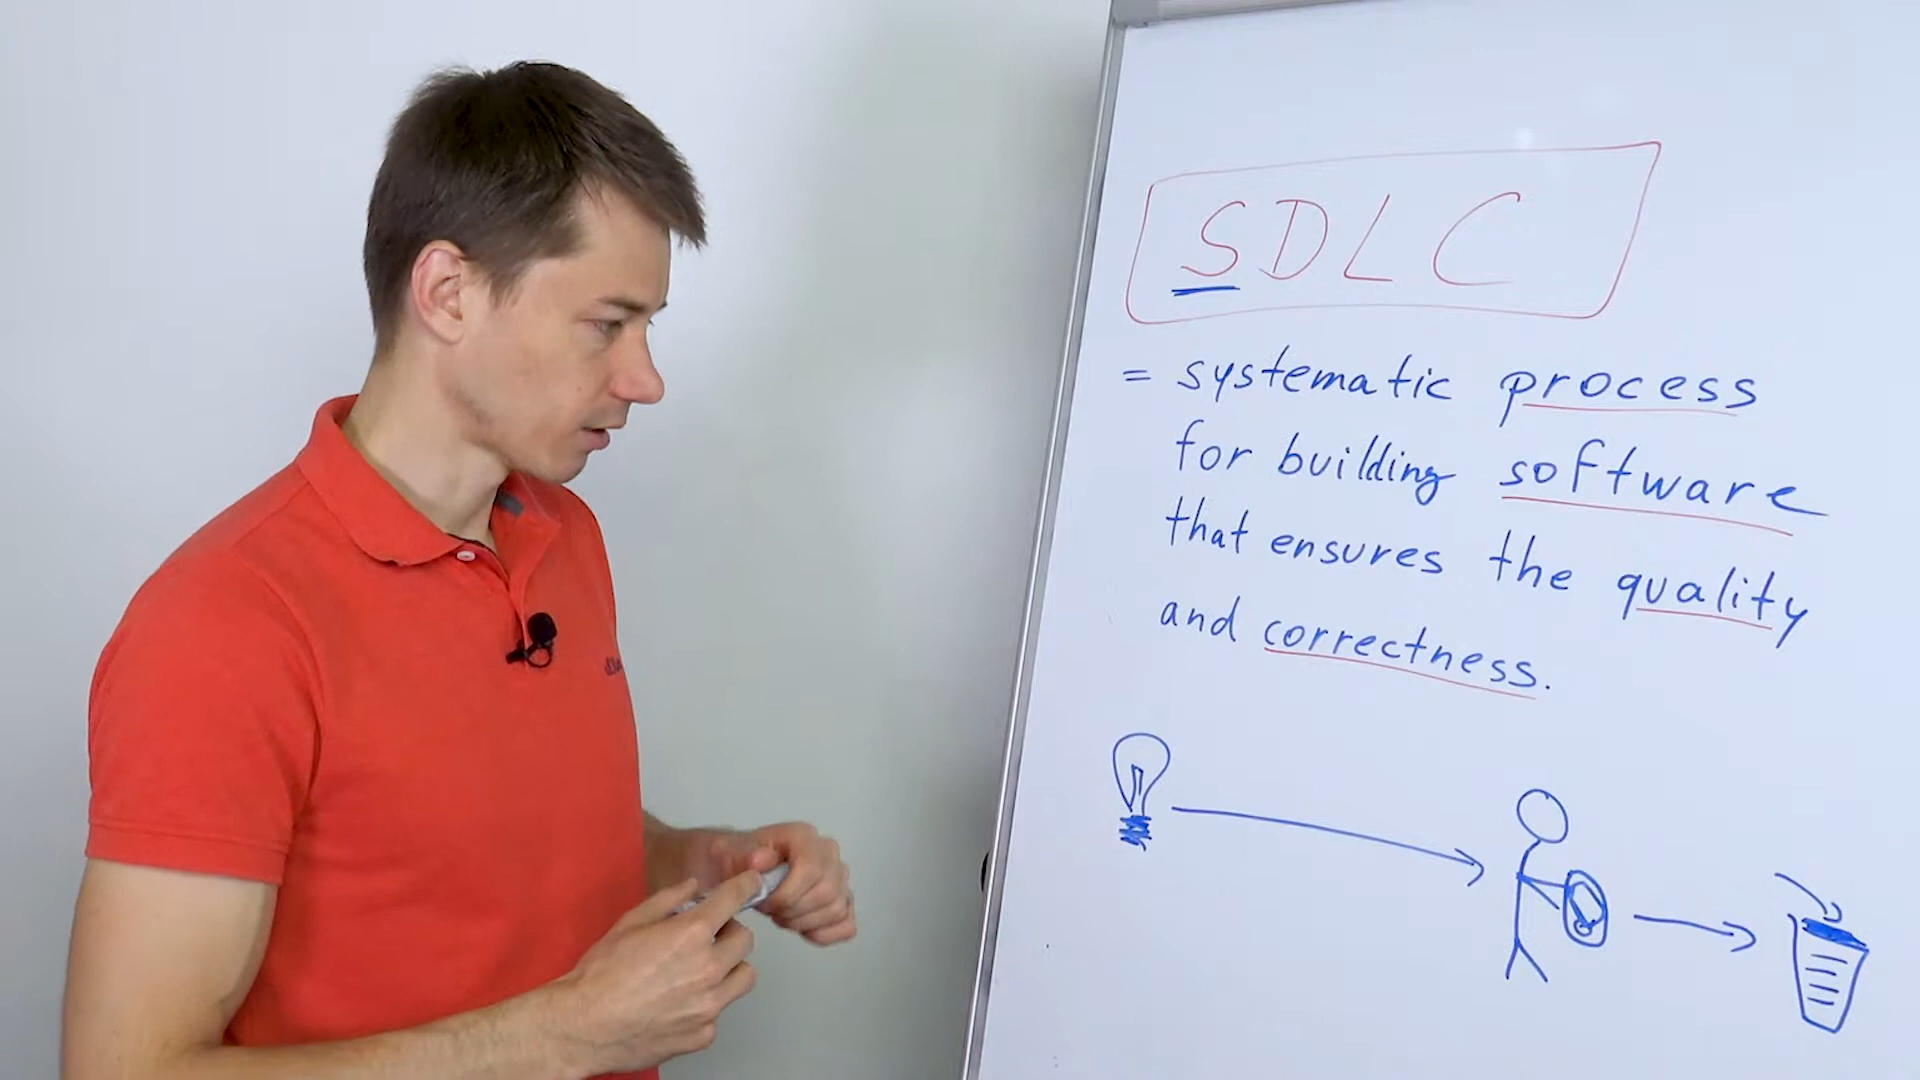 SDLC
= systematic process
for building software
that ensures the quality
and correctness.